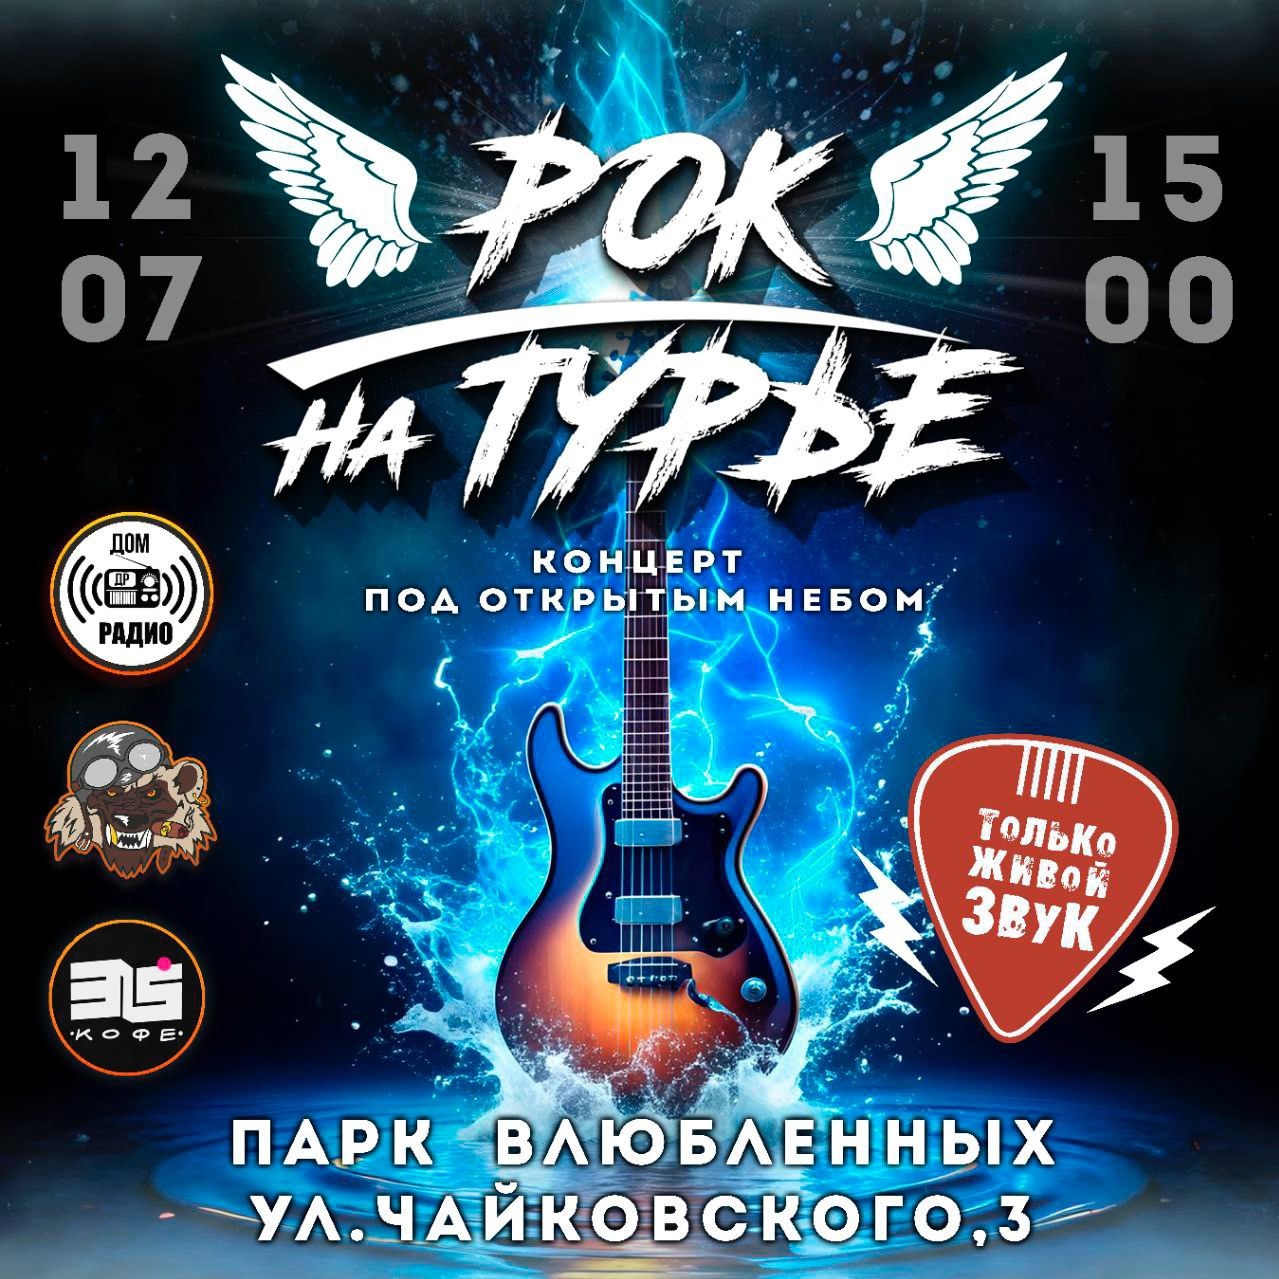 12
07
15
00
РОК
НА ТУРЬЕ
КОНЦЕРТ
ПОД ОТКРЫТЫМ НЕБОМ
ДОМ
ДР
РАДИО
ТОЛЬКО
ЖИВОЙ
ЗВУК
·КОФЕ·
ПАРК ВЛЮБЛЕННЫХ
УЛ.ЧАЙКОВСКОГО,3